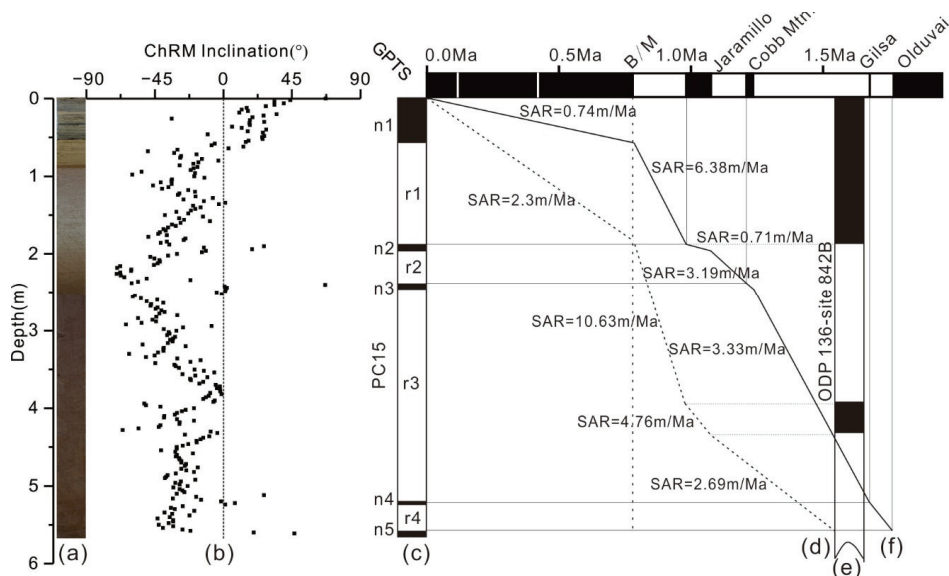 ChRM Inclination(°)
−90 −45 0 45 90
GPTS
0.0Ma
0.5Ma
B/M
1.0Ma
Jaramillo
Cobb Mtn.
1.5Ma
Gilsa
Olduvai
0
1
2
3
4
5
6
Depth(m)
n1
r1
n2
r2
n3
PC15
r3
n4
r4
n5
SAR=0.74m/Ma
SAR=6.38m/Ma
SAR=2.3m/Ma
SAR=0.71m/Ma
SAR=3.19m/Ma
SAR=10.63m/Ma
SAR=3.33m/Ma
SAR=4.76m/Ma
SAR=2.69m/Ma
ODP 136-site 842B
(a)
(b)
(c)
(d)
(e)
(f)